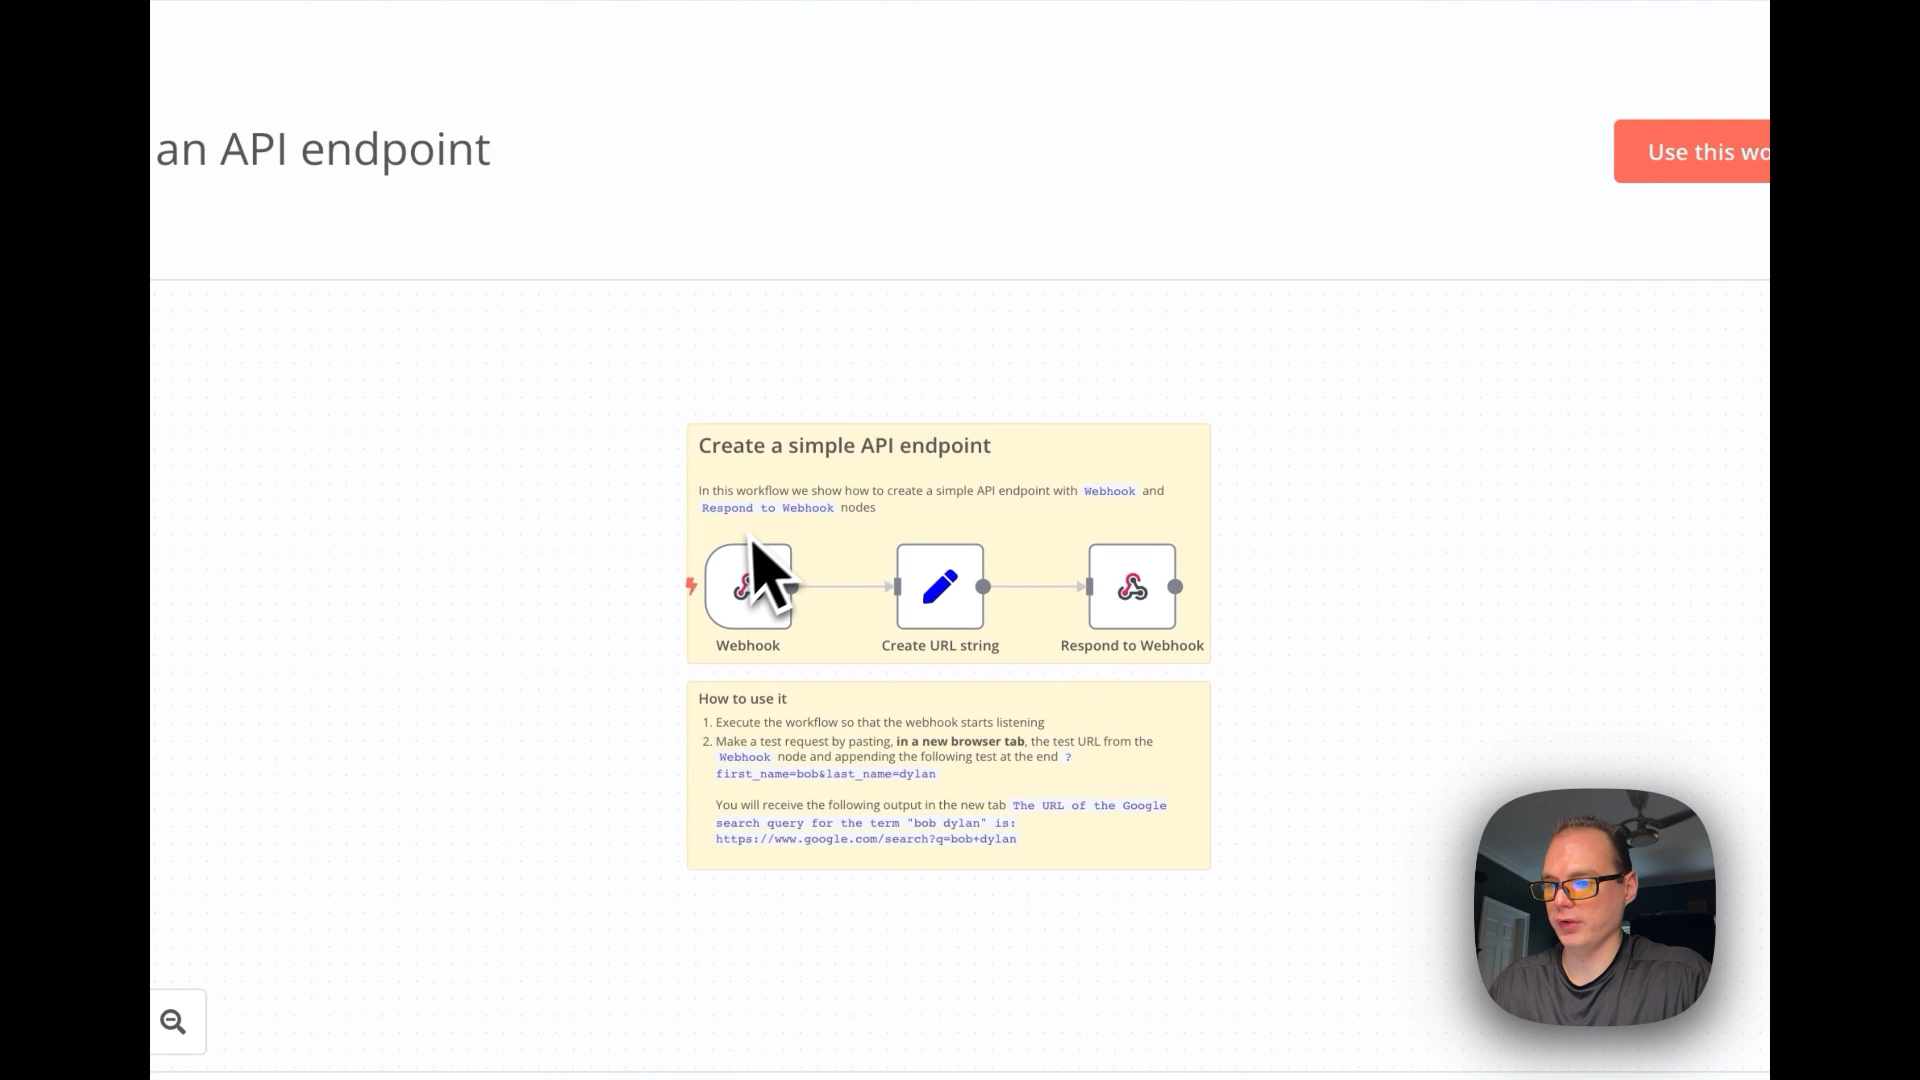 an API endpoint
Use this wo
Create a simple API endpoint
In this workflow we show how to create a simple API endpoint with Webhook and
Respond to Webhook nodes
Webhook
Create URL string
Respond to Webhook
How to use it
1. Execute the workflow so that the webhook starts listening
2. Make a test request by pasting, in a new browser tab, the test URL from the
Webhook node and appending the following test at the end ?
first_name=bob&last_name=dylan
You will receive the following output in the new tab The URL of the Google
search query for the term "bob dylan" is:
https://www.google.com/search?q=bob+dylan